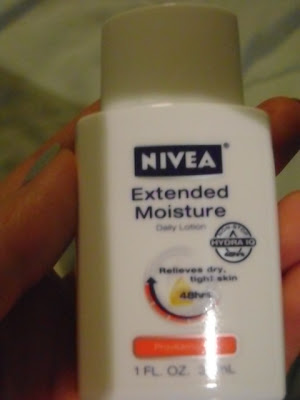 NIVEA
Extended
Moisture
Daily Lotion
HYDRA IQ
Relieves dry,
tight skin
48hrs
1 FL. OZ.